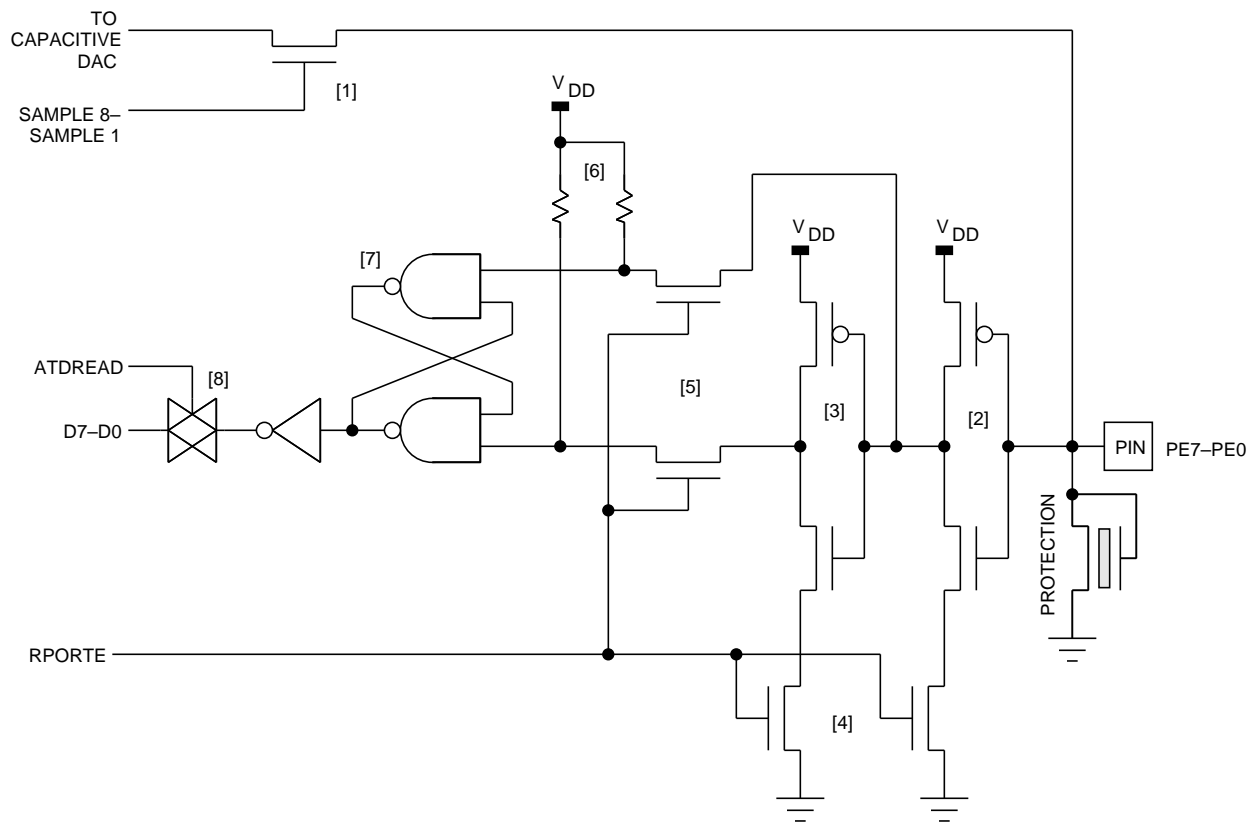 TO
CAPACITIVE
DAC
[1]
SAMPLE 8–
SAMPLE 1
VDD
[6]
VDD
VDD
[7]
ATDREAD
[8]
[5]
[3]
[2]
D7–D0
PIN
PE7–PE0
PROTECTION
RPORTE
[4]